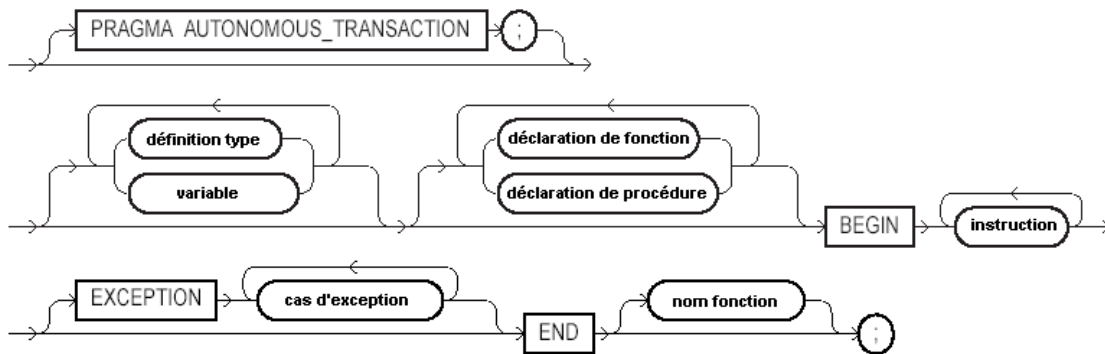 PRAGMA AUTONOMOUS_TRANSACTION ;
définition type déclaration de fonction
variable déclaration de procédure
BEGIN instruction
EXCEPTION cas d'exception END nom fonction ;